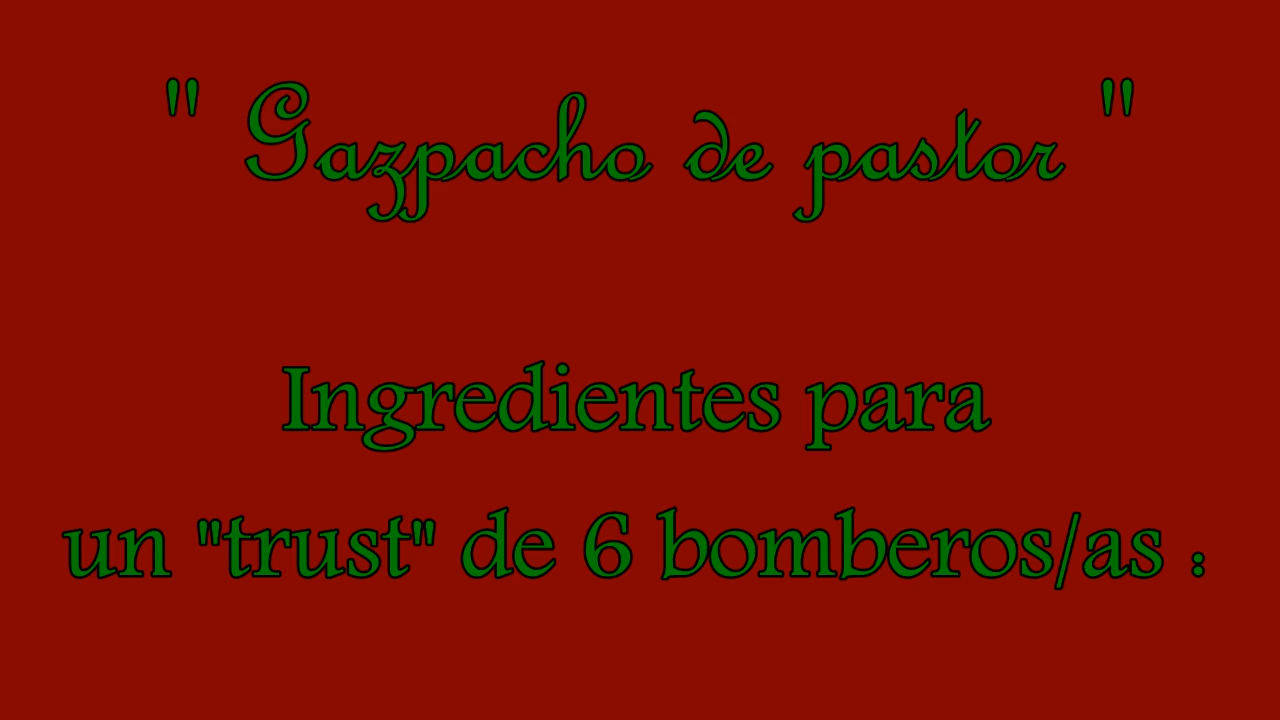 " Gazpacho de pastor "
Ingredientes para
un "trust" de 6 bomberos/as :